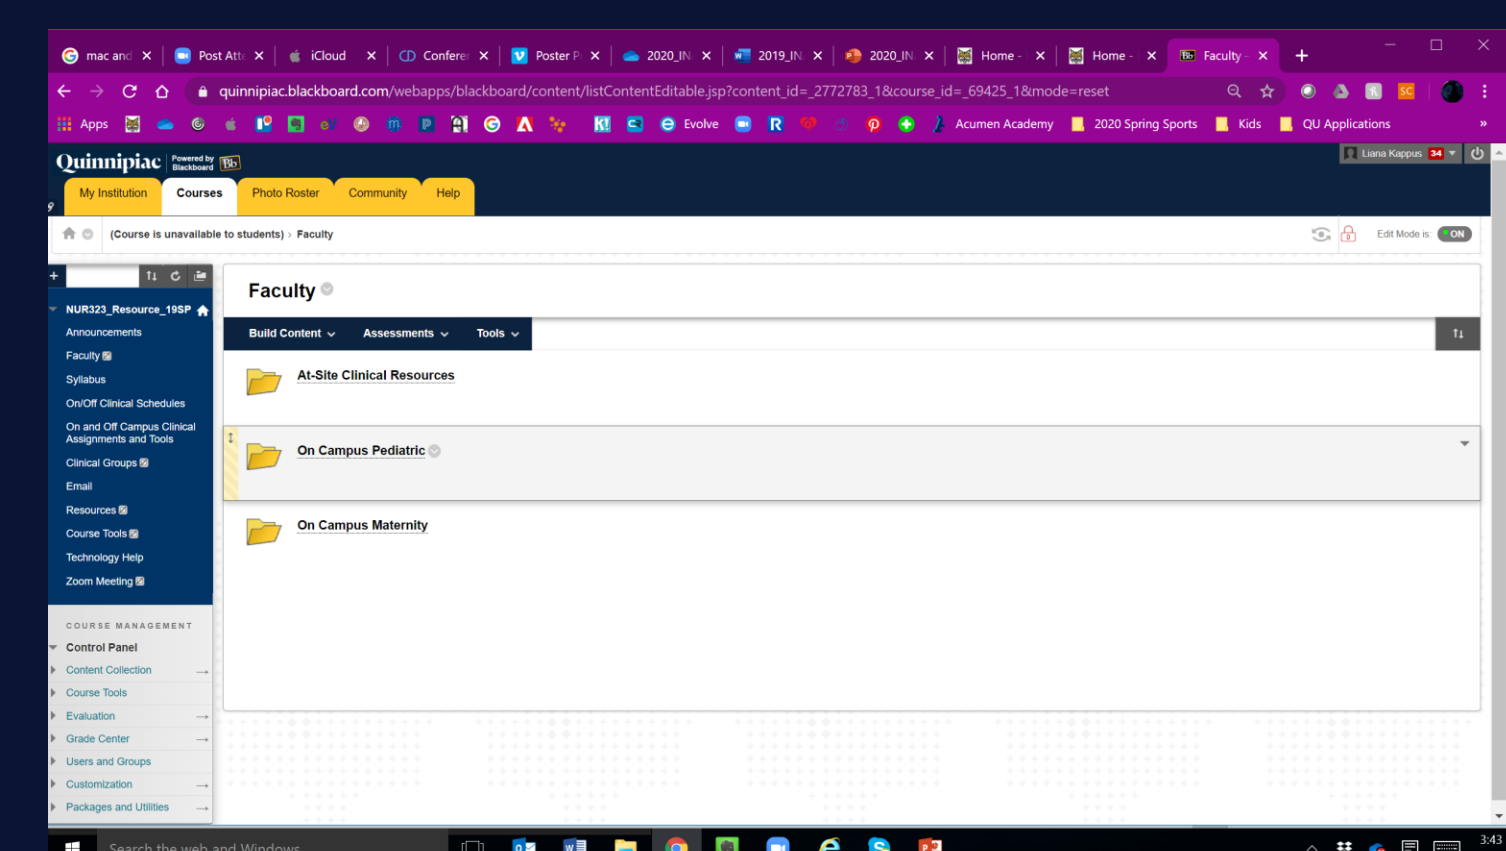 mac and
Post Atte
iCloud
Confere
Poster P
2020_IN
2019_IN
2020_IN
Home -
Home -
Faculty -
quinnipiac.blackboard.com/webapps/blackboard/content/listContentEditable.jsp?content_id=_2772783_1&course_id=_69425_1&mode=reset
Apps
Evolve
Acumen Academy
2020 Spring Sports
Kids
QU Applications
»
Quinnipiac
Powered by
Blackboard
Bb
Liana Kappus 34
My Institution
Courses
Photo Roster
Community
Help
(Course is unavailable to students) > Faculty
Edit Mode is: ON
Faculty
NUR323_Resource_19SP
Announcements
Faculty
Syllabus
On/Off Clinical Schedules
On and Off Campus Clinical
Assignments and Tools
Clinical Groups
Email
Resources
Course Tools
Technology Help
Zoom Meeting
COURSE MANAGEMENT
Control Panel
Content Collection
Course Tools
Evaluation
Grade Center
Users and Groups
Customization
Packages and Utilities
Build Content
Assessments
Tools
At-Site Clinical Resources
On Campus Pediatric
On Campus Maternity
Search the web and Windows
3:43